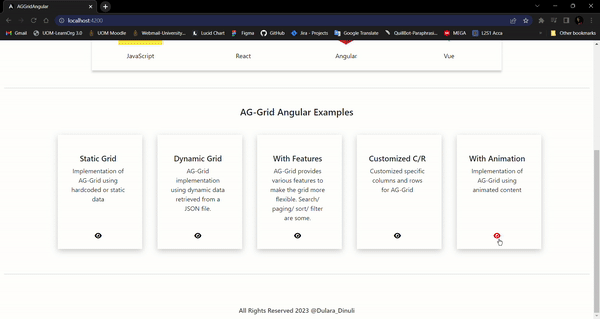 AGGridAngular
localhost:4200
Gmail
UOM-LearnOrg 3.0
UOM Moodle
Webmail-University...
Lucid Chart
Figma
GitHub
Jira - Projects
Google Translate
QuillBot-Paraphrasi...
MEGA
L2S1 Acca
Other bookmarks
JavaScript
React
Angular
Vue
AG-Grid Angular Examples
Static Grid
Implementation of
AG-Grid using
hardcoded or static
data
Dynamic Grid
AG-Grid
implementation
using dynamic data
retrieved from a
JSON file.
With Features
AG-Grid provides
various features to
make the grid more
flexible. Search/
paging/ sort/ filter
are some.
Customized C/R
Customized specific
columns and rows
for AG-Grid
With Animation
Implementation of
AG-Grid using
animated content
All Rights Reserved 2023 @Dulara_Dinuli